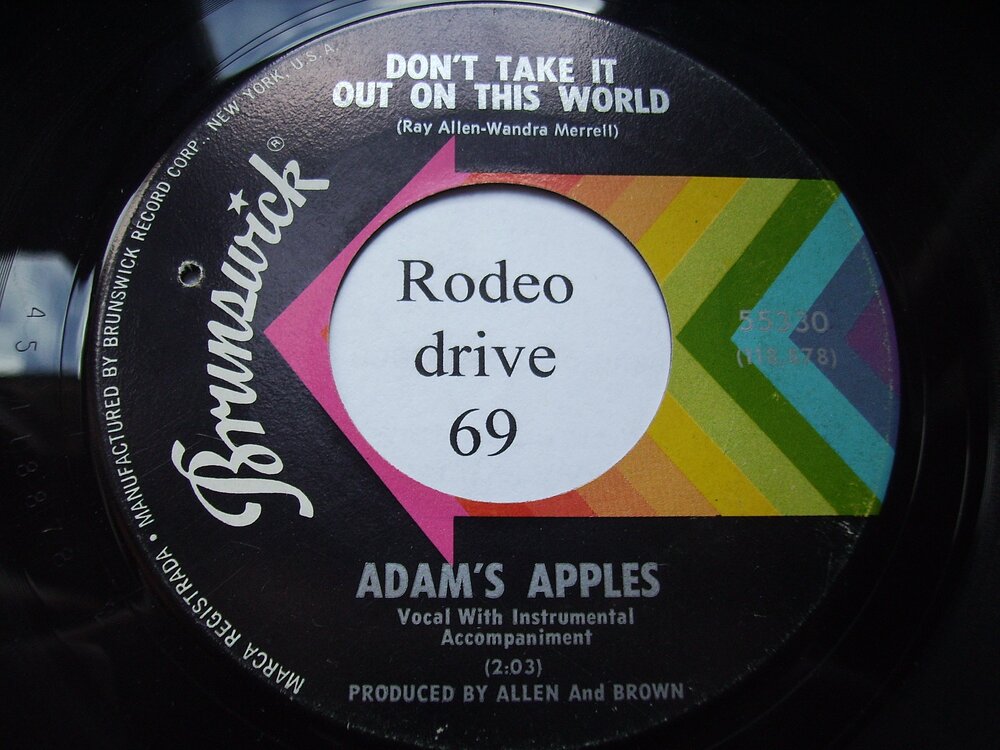 DON'T TAKE IT
OUT ON THIS WORLD
(Ray Allen-Wandra Merrell)
Brunswick®
MARCA REGISTRADA • MANUFACTURED BY BRUNSWICK RECORD CORP., NEW YORK, U.S.A.
Rodeo
drive
69
55330
(118,878)
ADAM'S APPLES
Vocal With Instrumental
Accompaniment
(2:03)
PRODUCED BY ALLEN And BROWN